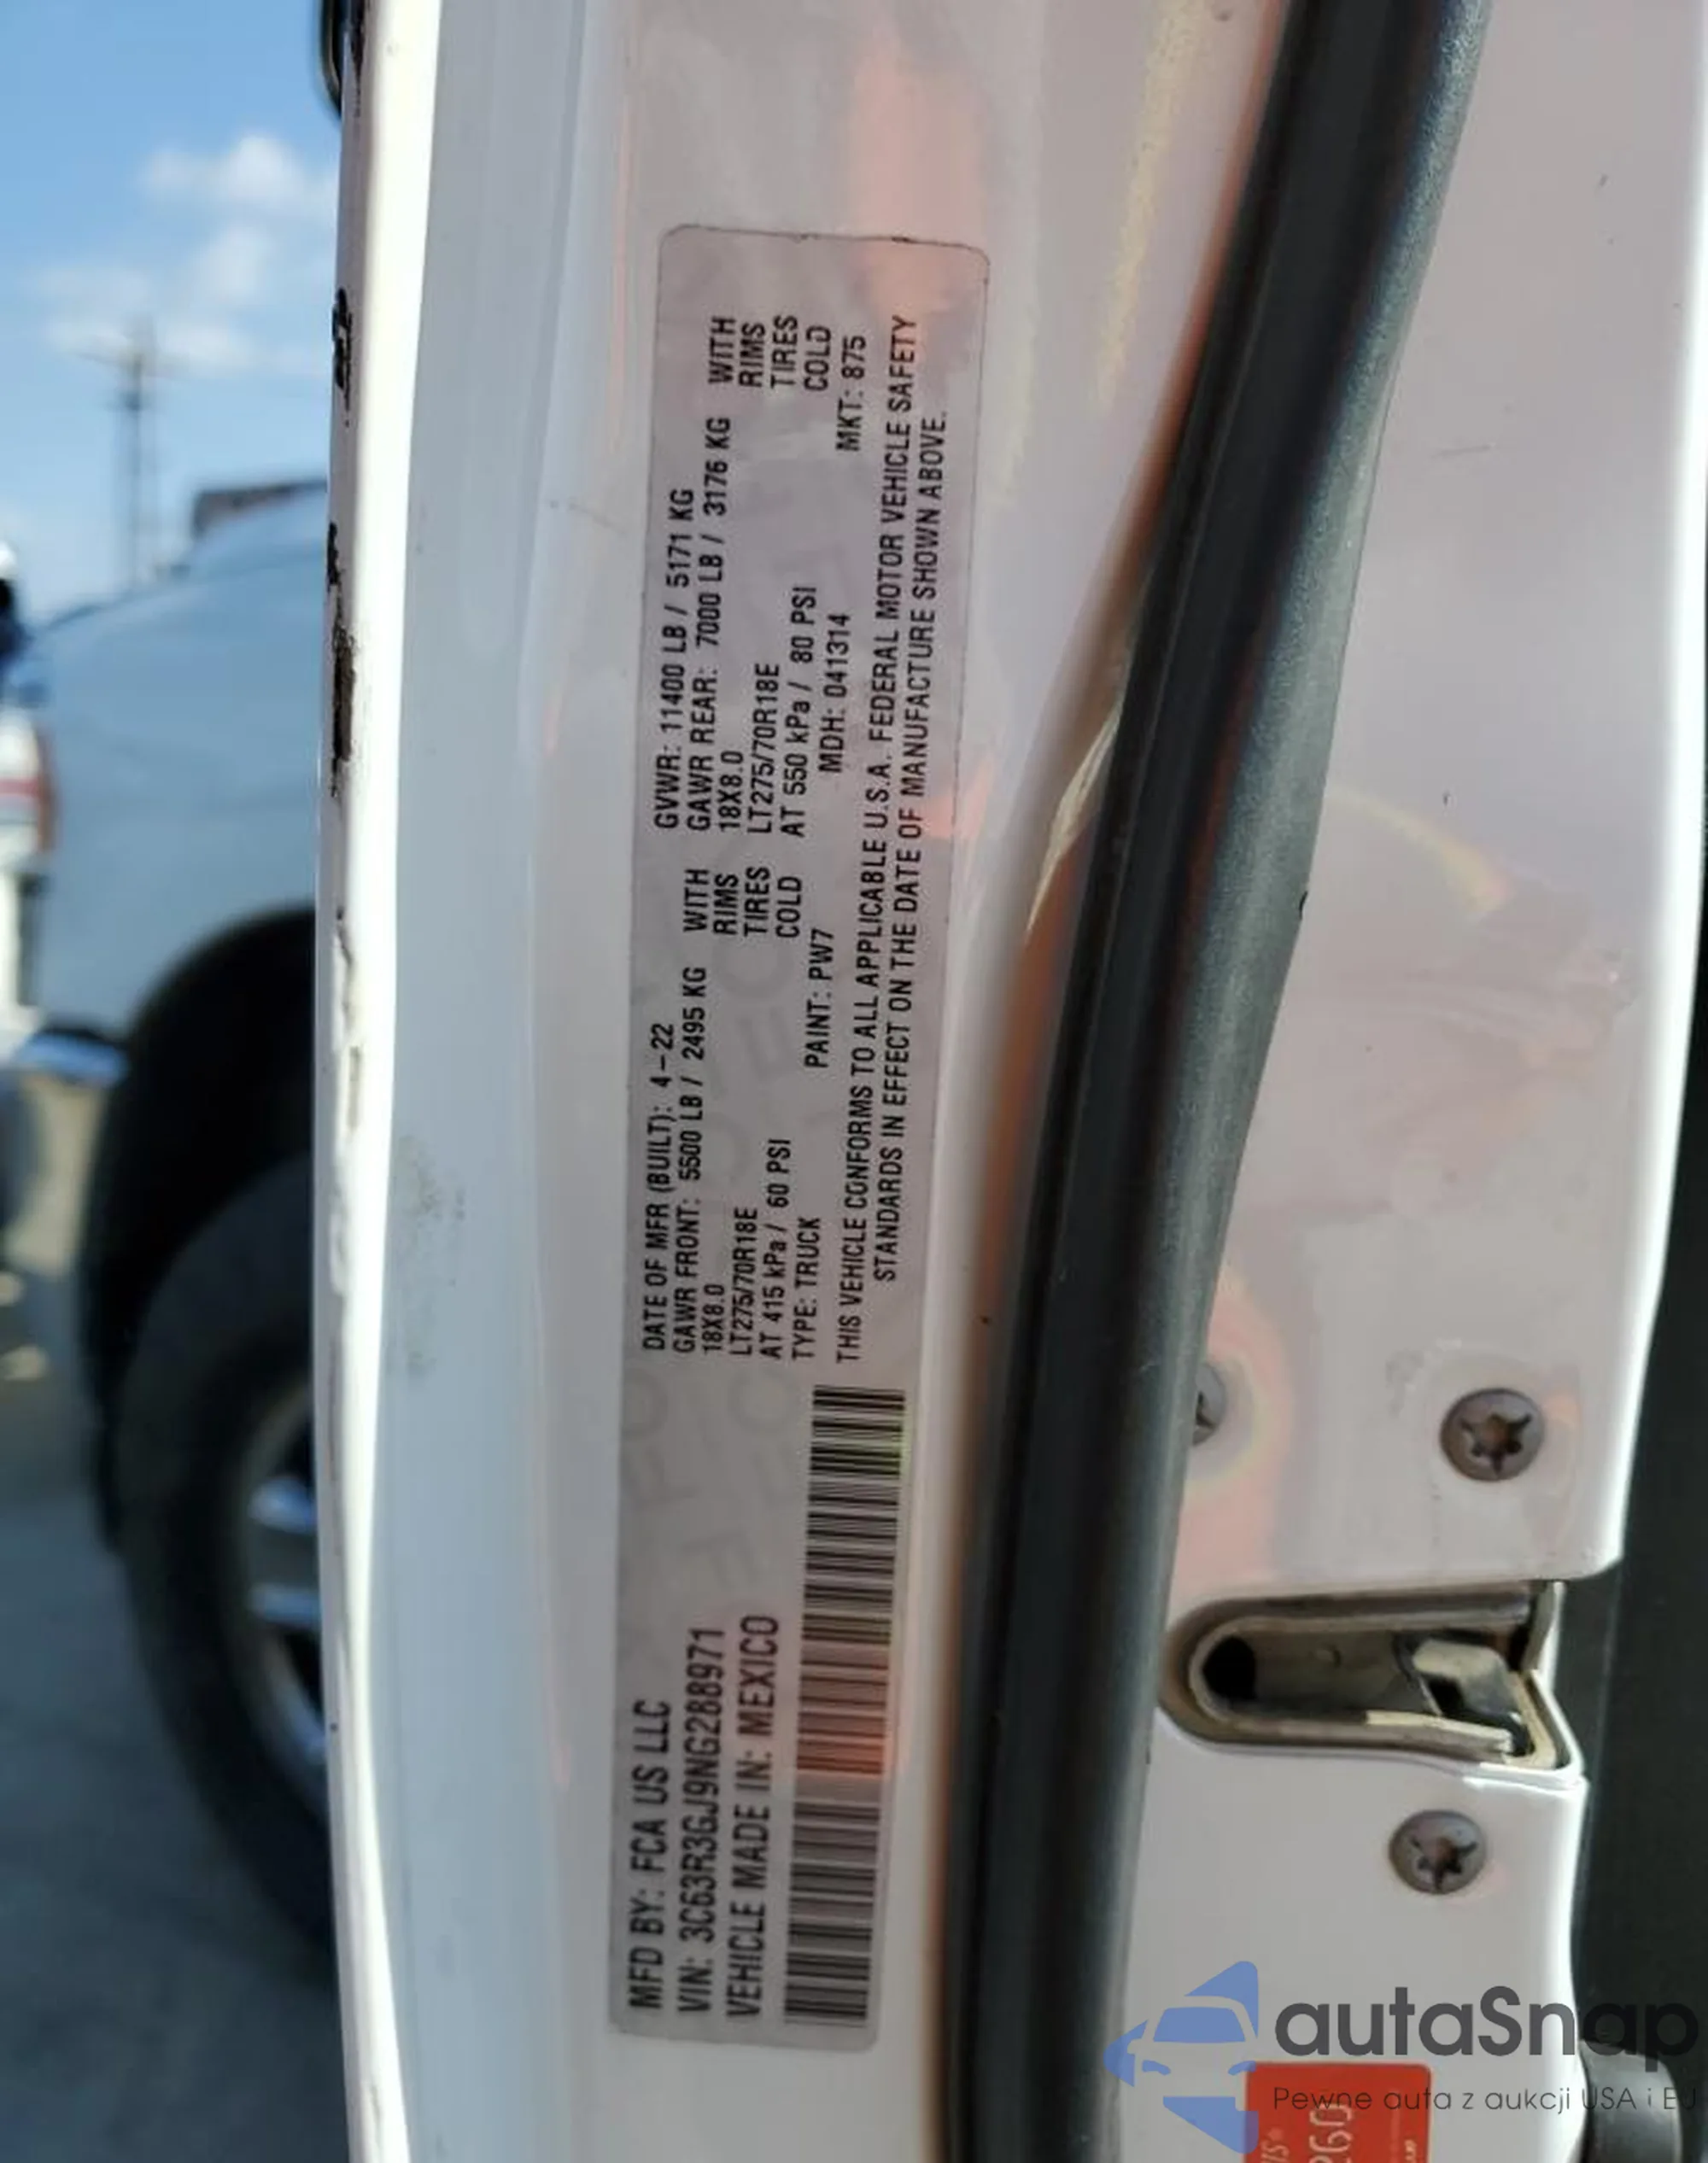 MFD BY: FCA US LLC
VIN: 3C63R3GJ9NG288971
VEHICLE MADE IN: MEXICO
DATE OF MFR (BUILT): 4-22
GVWR: 11400 LB / 5171 KG
GAWR FRONT: 5500 LB / 2495 KG WITH
GAWR REAR: 7000 LB / 3176 KG WITH
18X8.0 RIMS
18X8.0 RIMS
LT275/70R18E TIRES
LT275/70R18E TIRES
AT 415 kPa / 60 PSI COLD
AT 550 kPa / 80 PSI COLD
TYPE: TRUCK PAINT: PW7 MDH: 041314 MKT: 875
THIS VEHICLE CONFORMS TO ALL APPLICABLE U.S.A. FEDERAL MOTOR VEHICLE SAFETY
STANDARDS IN EFFECT ON THE DATE OF MANUFACTURE SHOWN ABOVE.
autaSnap
Pewne auta z aukcji USA i EU
260